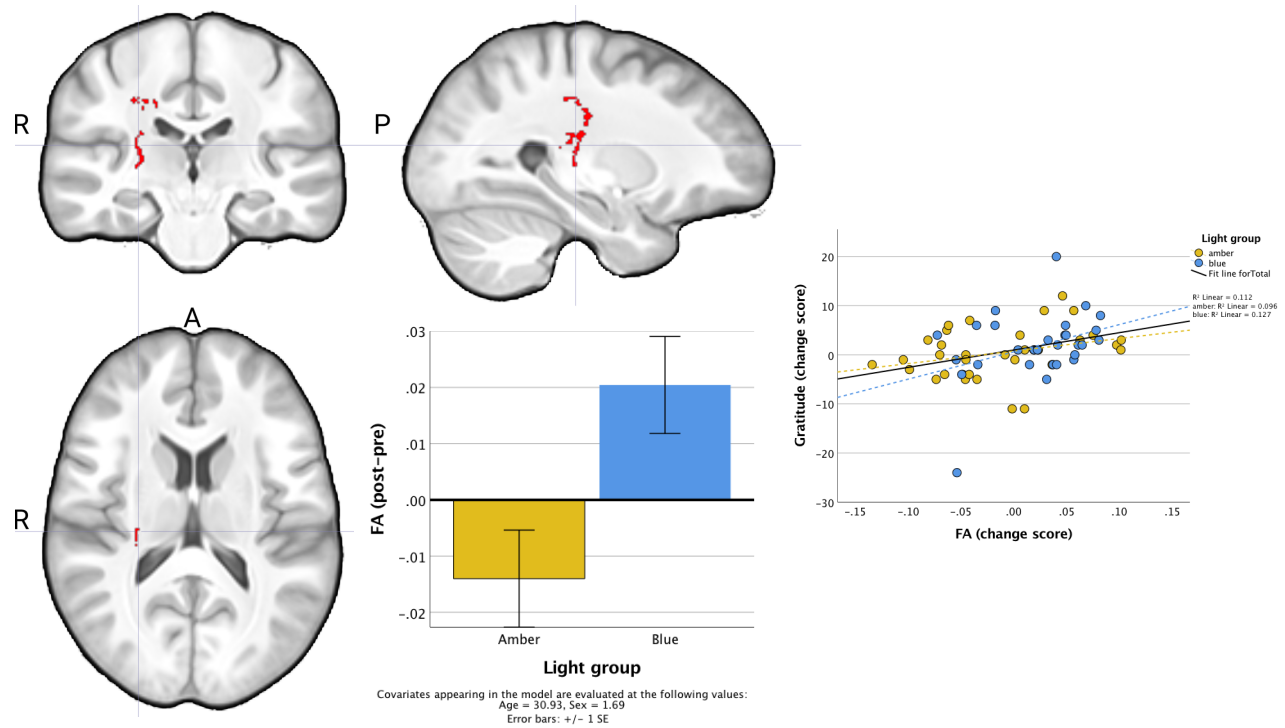 R
P
A
R
.03
.02
.01
.00
-.01
-.02
FA (post-pre)
Amber
Blue
Light group
Covariates appearing in the model are evaluated at the following values:
Age = 30.93, Sex = 1.69
Error bars: +/- 1 SE
20
10
0
-10
-20
-30
Gratitude (change score)
-.15
-.10
-.05
.00
.05
.10
.15
FA (change score)
Light group
amber
blue
Fit line forTotal
R² Linear = 0.112
amber: R² Linear = 0.096
blue: R² Linear = 0.127